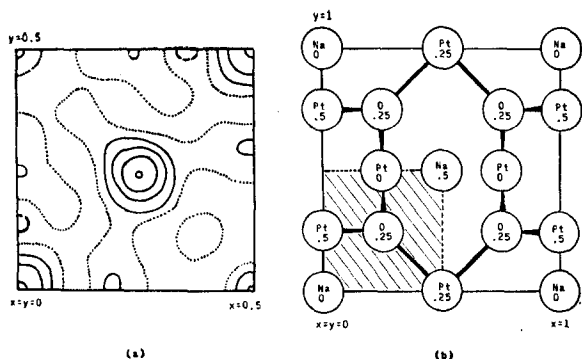 y=0.5
x=y=0
x=0.5
(a)
y=1
Na 0
Pt .25
Na 0
Pt .5
O .25
O .25
Pt .5
Pt 0
Na .5
Pt 0
Pt .5
O .25
O .25
Pt .5
Na 0
Pt .25
Na 0
x=y=0
x=1
(b)